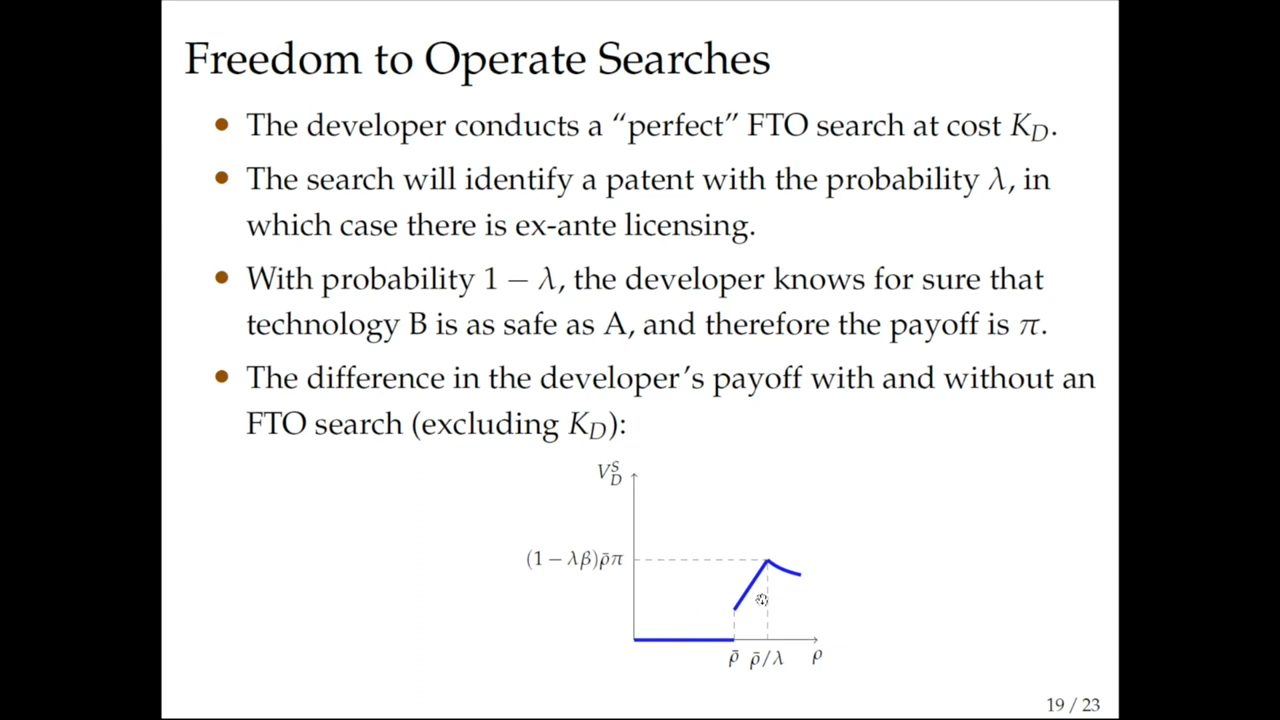 Freedom to Operate Searches
• The developer conducts a “perfect” FTO search at cost K_D.
• The search will identify a patent with the probability λ, in
which case there is ex-ante licensing.
• With probability 1 − λ, the developer knows for sure that
technology B is as safe as A, and therefore the payoff is π.
• The difference in the developer’s payoff with and without an
FTO search (excluding K_D):
V_D^S
(1 − λβ)ρ̄π
ρ̄ ρ̄/λ ρ
19 / 23